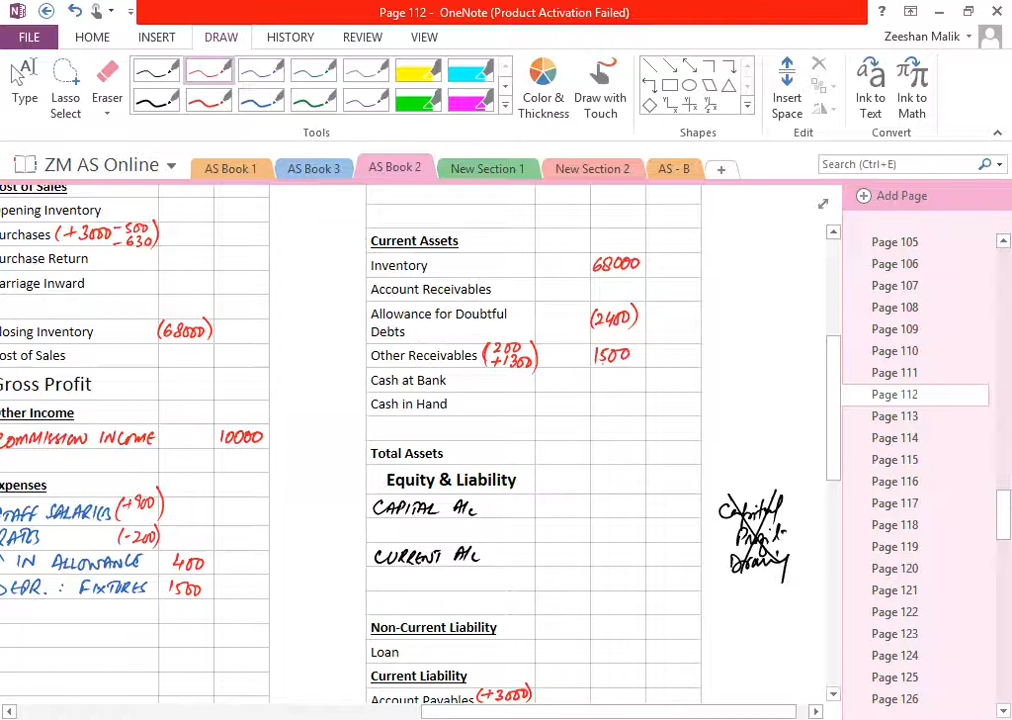 Page 112 - OneNote (Product Activation Failed)
FILE HOME INSERT DRAW HISTORY REVIEW VIEW
Zeeshan Malik
Type
Lasso Select
Eraser
Color & Thickness
Draw with Touch
Insert Space
Ink to Text
Ink to Math
Tools
Shapes
Edit
Convert
ZM AS Online
AS Book 1
AS Book 3
AS Book 2
New Section 1
New Section 2
AS - B
Search (Ctrl+E)
ost of Sales
pening Inventory
urchases (+3000 -500 -630)
urchase Return
arriage Inward
osing Inventory (68000)
ost of Sales
Gross Profit
ther Income
COMMISSION INCOME 10000
xpenses
TAFF SALARIES (+900)
RATES (-200)
IN ALLOWANCE 400
DEPR. : FIXTURES 1500
Current Assets
Inventory 68000
Account Receivables
Allowance for Doubtful
Debts (2400)
Other Receivables (200 +1300) 1500
Cash at Bank
Cash in Hand
Total Assets
Equity & Liability
CAPITAL A/c
CURRENT A/c
Non-Current Liability
Loan
Current Liability
Account Payables (+3000)
Capital
Profit
Drawing
Add Page
Page 105
Page 106
Page 107
Page 108
Page 109
Page 110
Page 111
Page 112
Page 113
Page 114
Page 115
Page 116
Page 117
Page 118
Page 119
Page 120
Page 121
Page 122
Page 123
Page 124
Page 125
Page 126